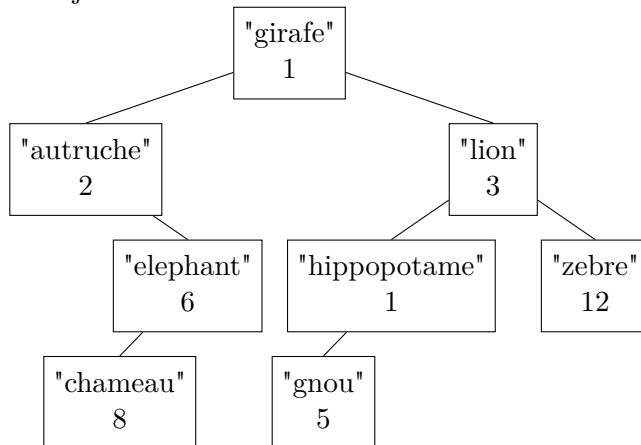 "girafe"
1
"autruche"
2
"lion"
3
"elephant"
6
"hippopotame"
1
"zebre"
12
"chameau"
8
"gnou"
5